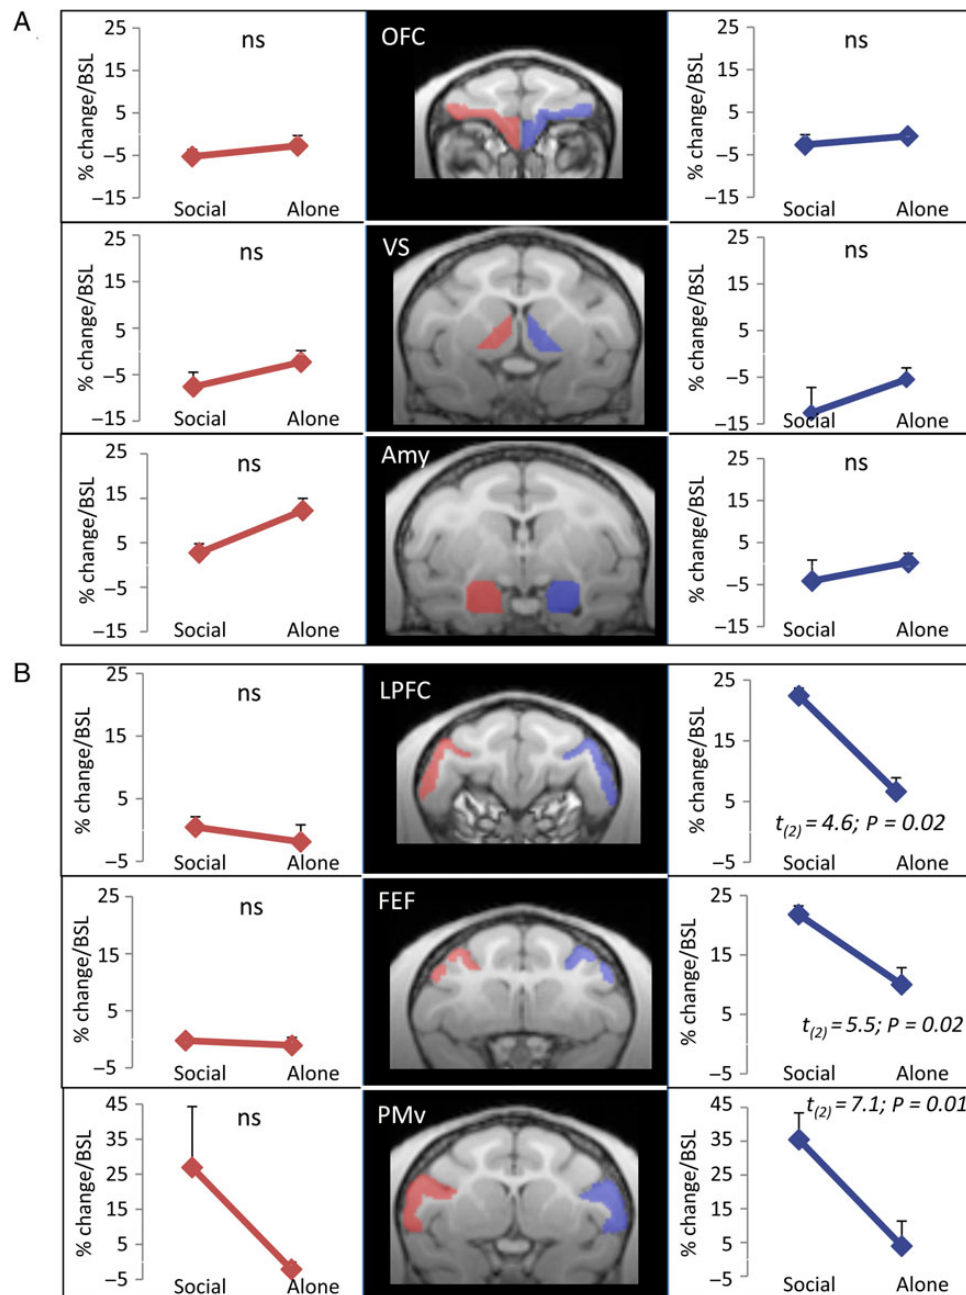 A
% change/BSL
25
15
5
–5
–15
ns
Social Alone
OFC
% change/BSL
25
15
5
–5
–15
ns
Social Alone
% change/BSL
25
15
5
–5
–15
ns
Social Alone
VS
% change/BSL
25
15
5
–5
–15
ns
Social Alone
% change/BSL
25
15
5
–5
–15
ns
Social Alone
Amy
% change/BSL
25
15
5
–5
–15
ns
Social Alone
B
% change/BSL
25
15
5
–5
ns
Social Alone
LPFC
% change/BSL
25
15
5
–5
t(2) = 4.6; P = 0.02
Social Alone
% change/BSL
25
15
5
–5
ns
Social Alone
FEF
% change/BSL
25
15
5
–5
t(2) = 5.5; P = 0.02
Social Alone
% change/BSL
45
35
25
15
5
–5
ns
Social Alone
PMv
% change/BSL
45
35
25
15
5
–5
t(2) = 7.1; P = 0.01
Social Alone